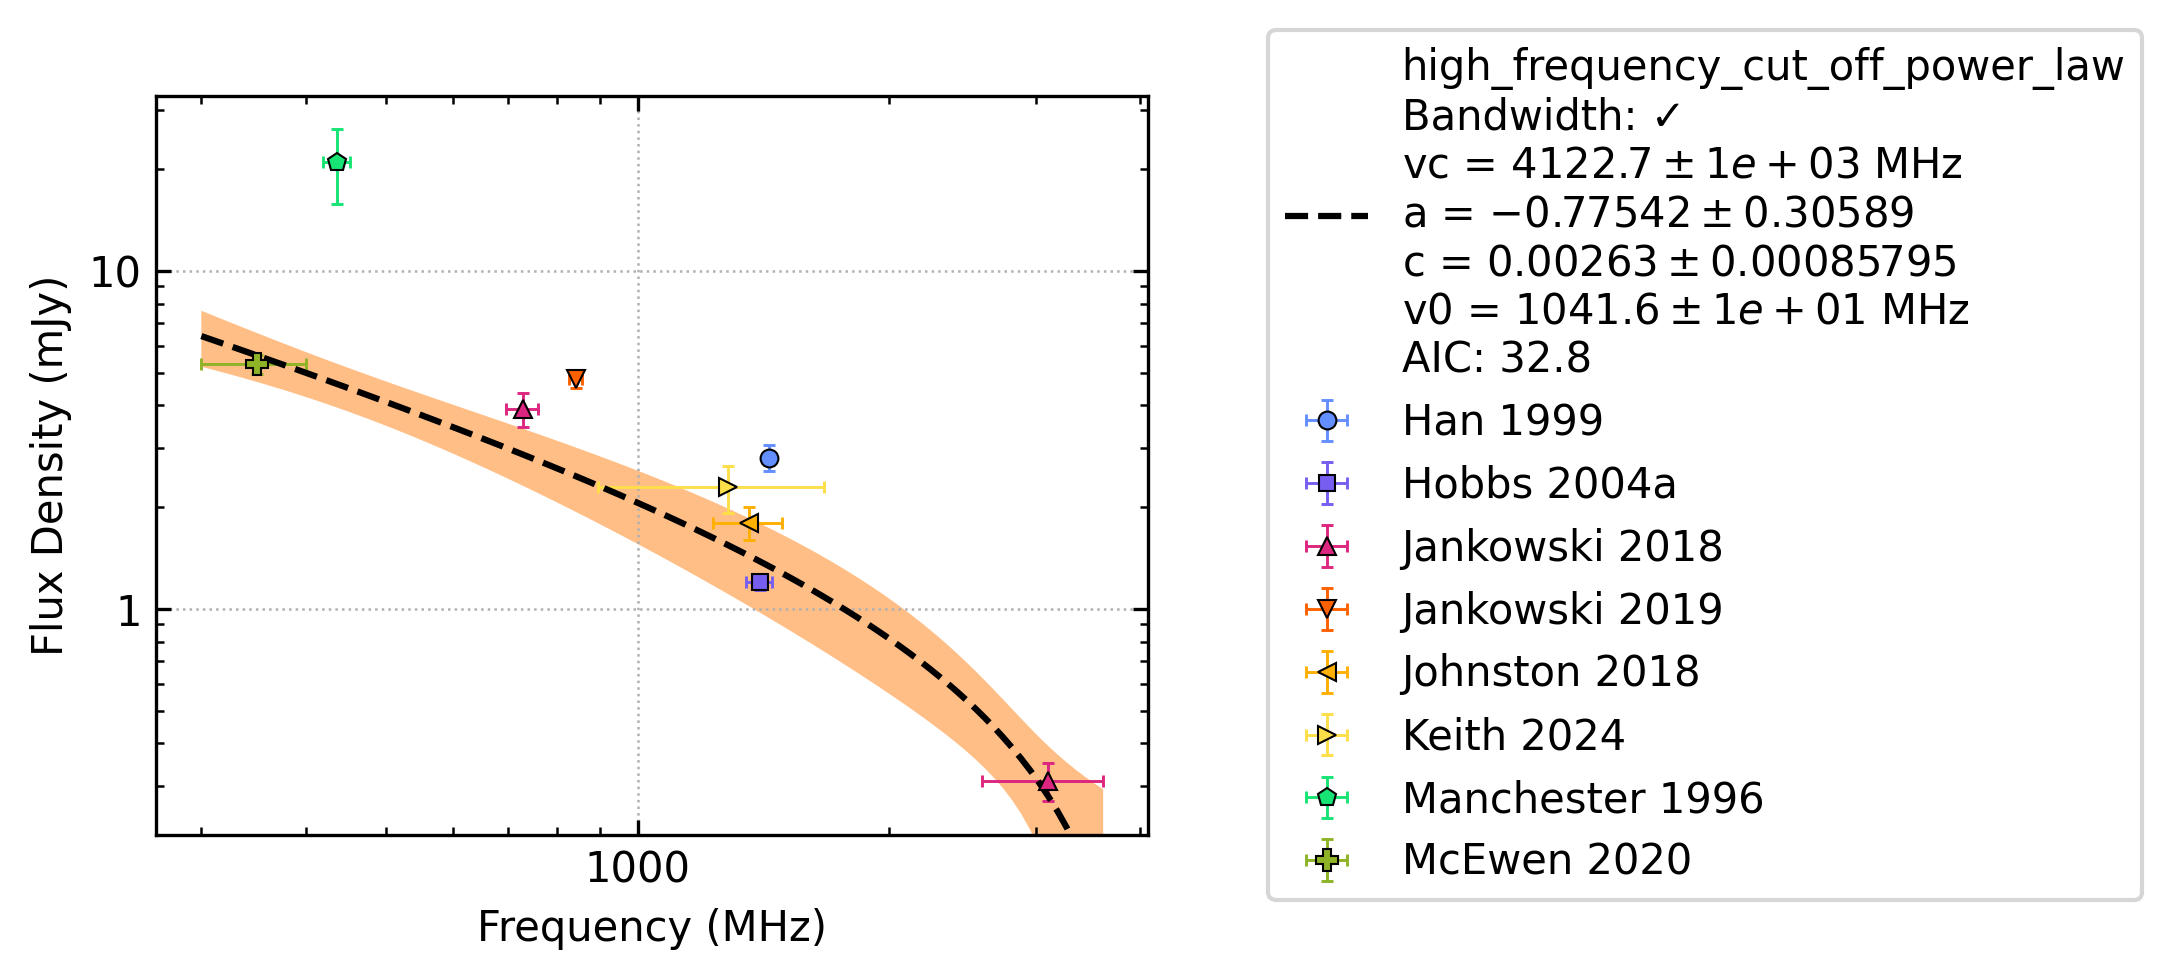 10
1
1000
Flux Density (mJy)
Frequency (MHz)
high_frequency_cut_off_power_law
Bandwidth: ✓
vc = 4122.7 ± 1e + 03 MHz
a = −0.77542 ± 0.30589
c = 0.00263 ± 0.00085795
v0 = 1041.6 ± 1e + 01 MHz
AIC: 32.8
Han 1999
Hobbs 2004a
Jankowski 2018
Jankowski 2019
Johnston 2018
Keith 2024
Manchester 1996
McEwen 2020